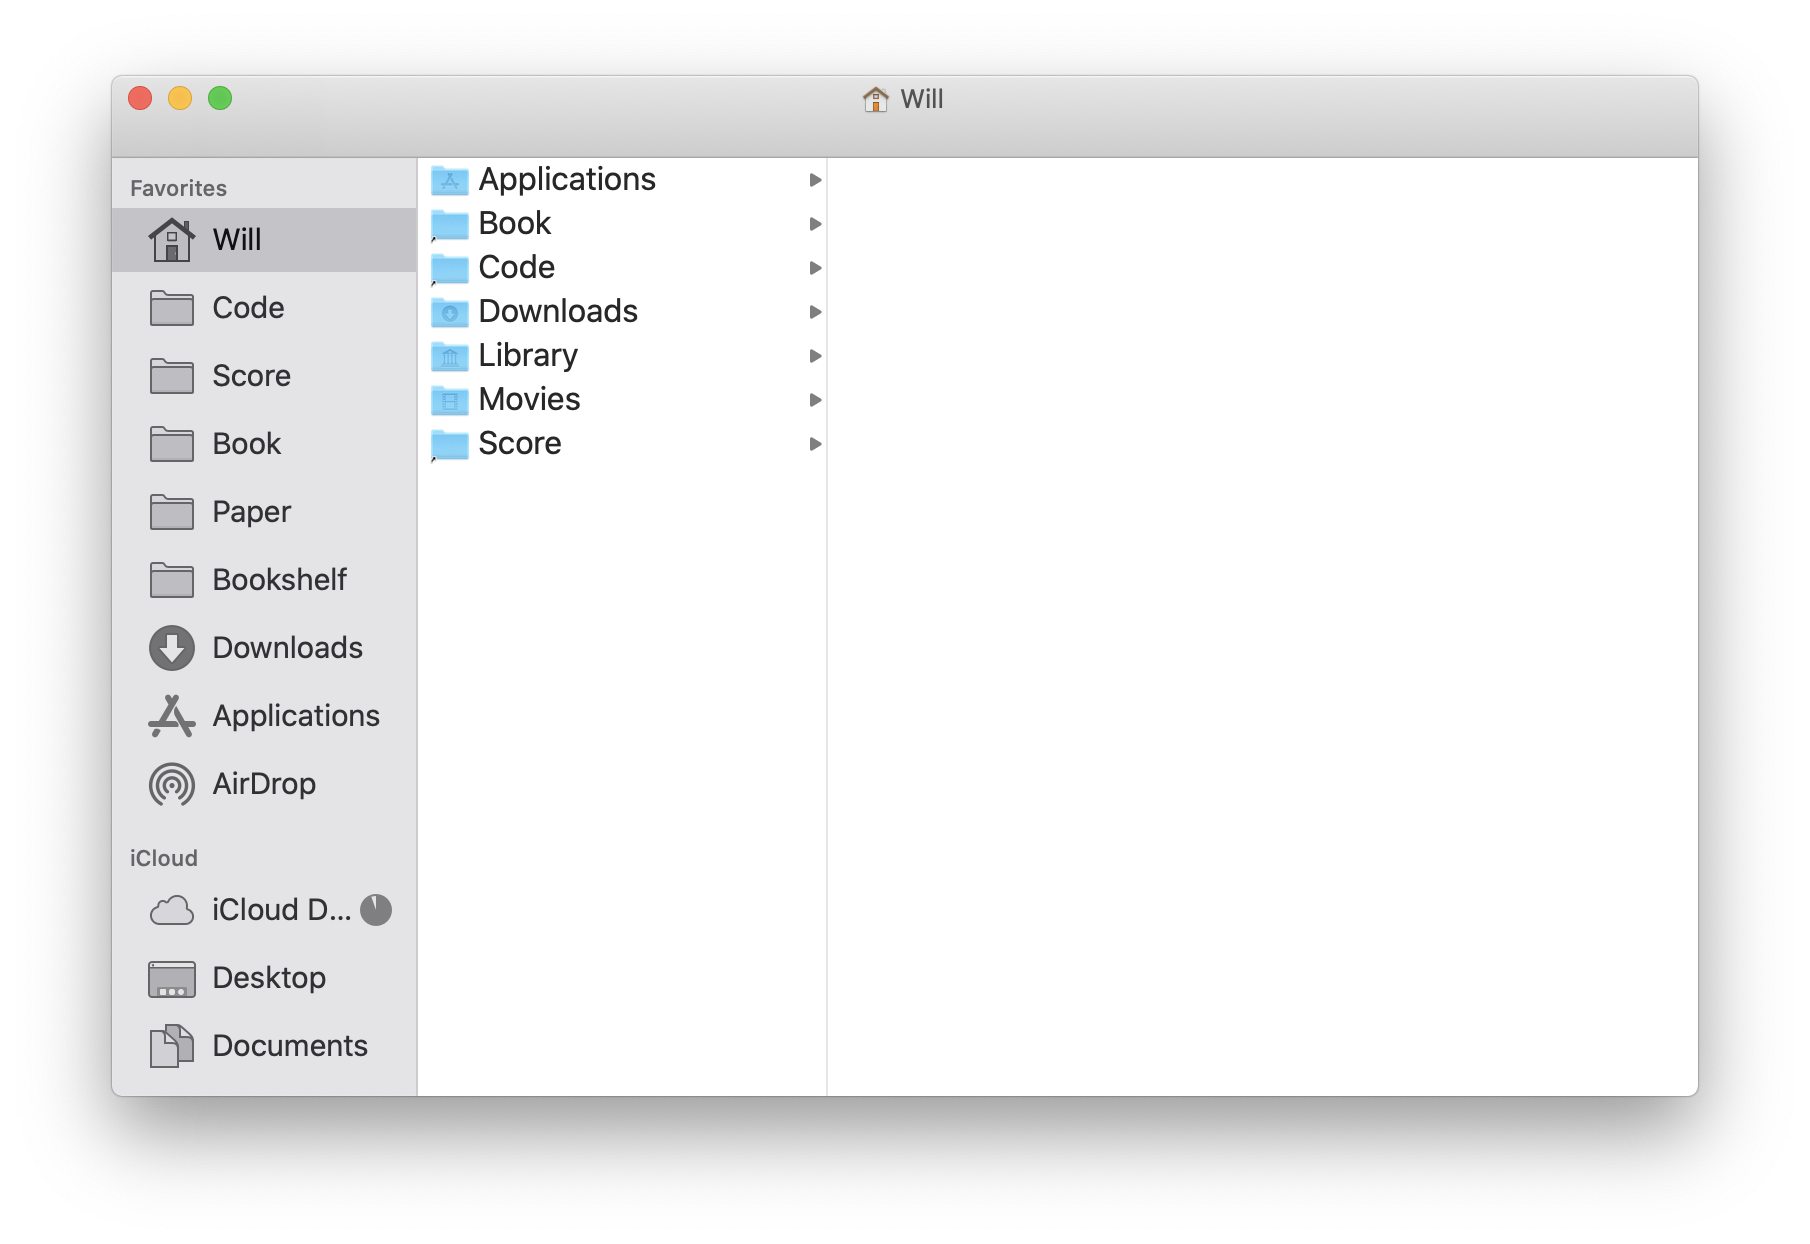 Will
Favorites
Will
Code
Score
Book
Paper
Bookshelf
Downloads
Applications
AirDrop
iCloud
iCloud D...
Desktop
Documents
Applications
Book
Code
Downloads
Library
Movies
Score